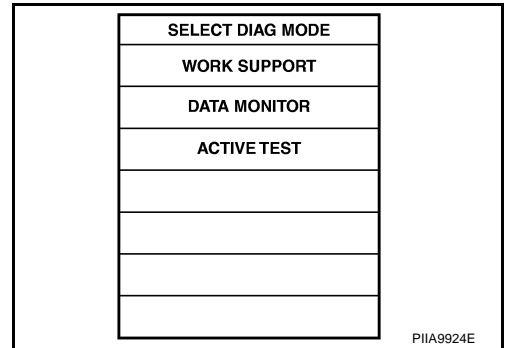 SELECT DIAG MODE
WORK SUPPORT
DATA MONITOR
ACTIVE TEST
PIIA9924E